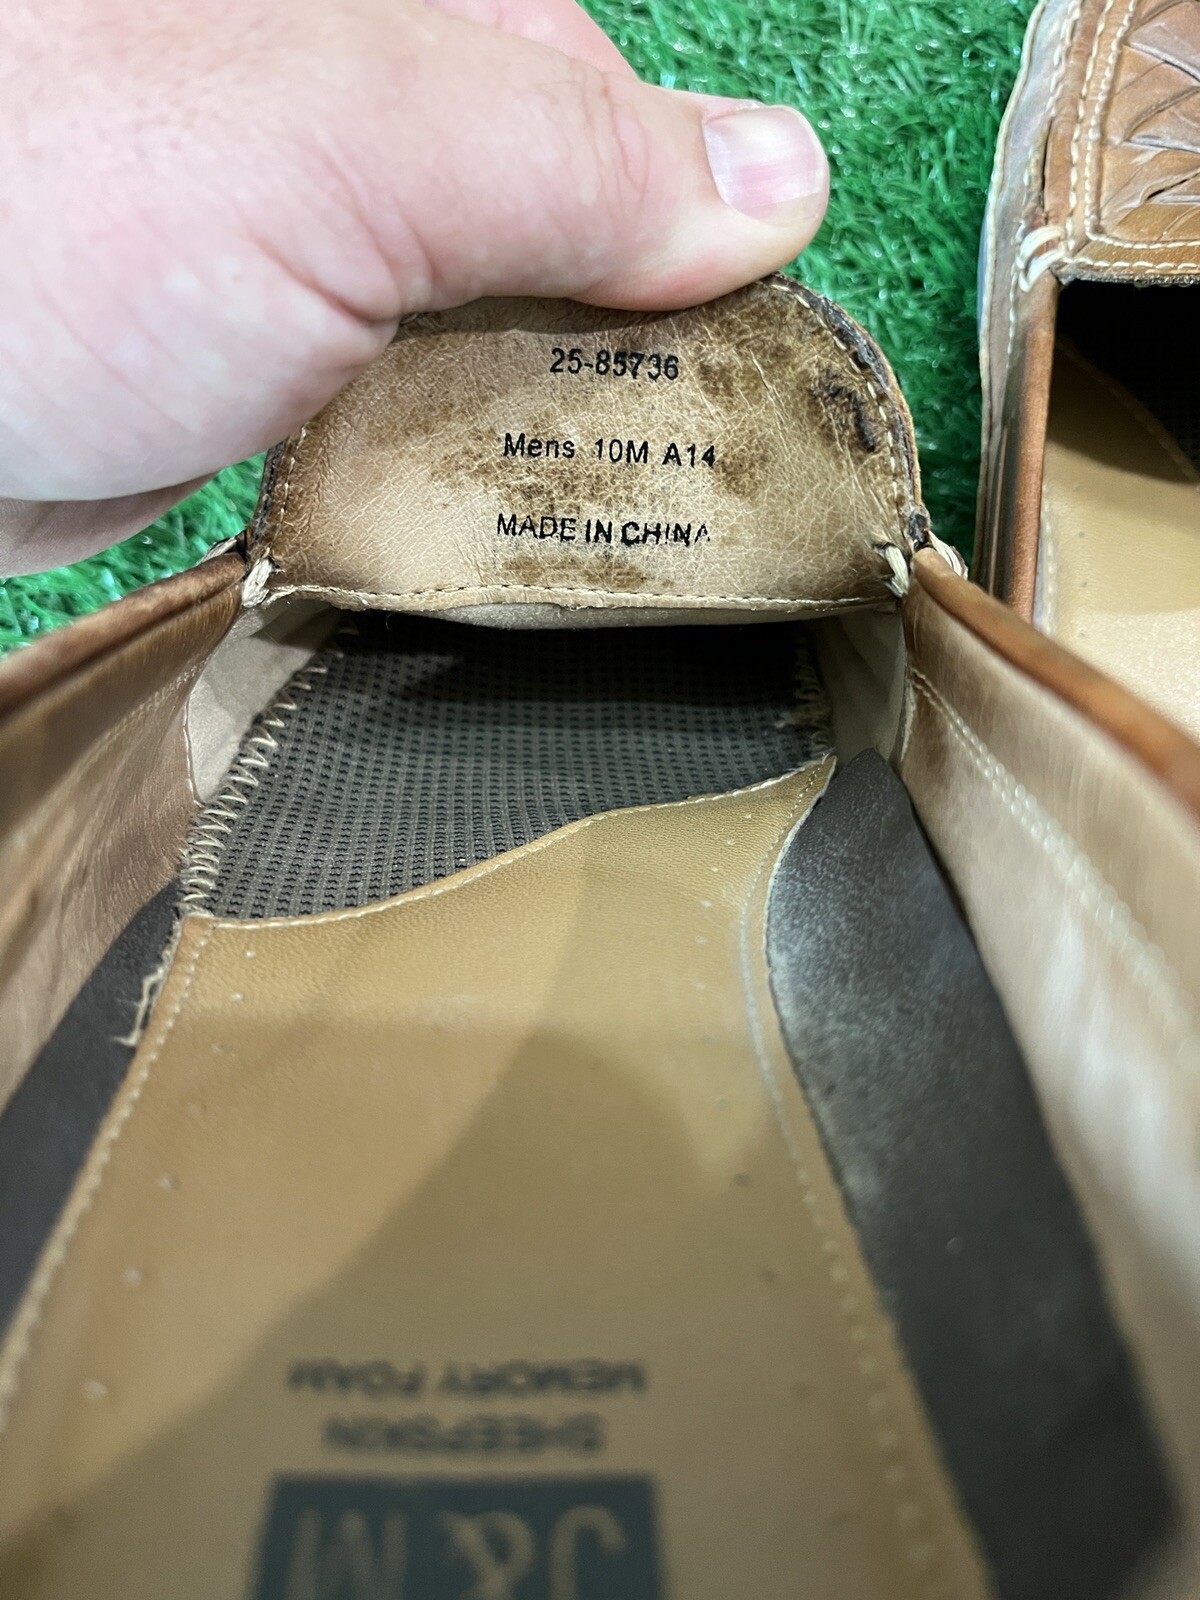 25-85736
Mens 10M A14
MADE IN CHINA
J&M
SHEEPSKIN
MEMORY FOAM